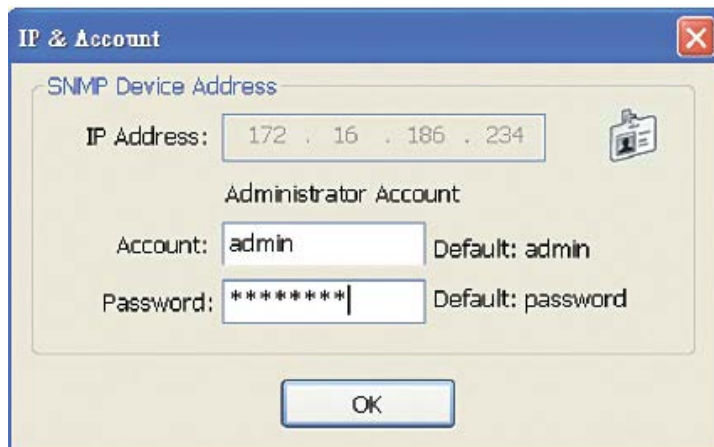 IP & Account
SNMP Device Address
IP Address: 172 . 16 . 186 . 234
Administrator Account
Account: admin Default: admin
Password: ******** Default: password
OK